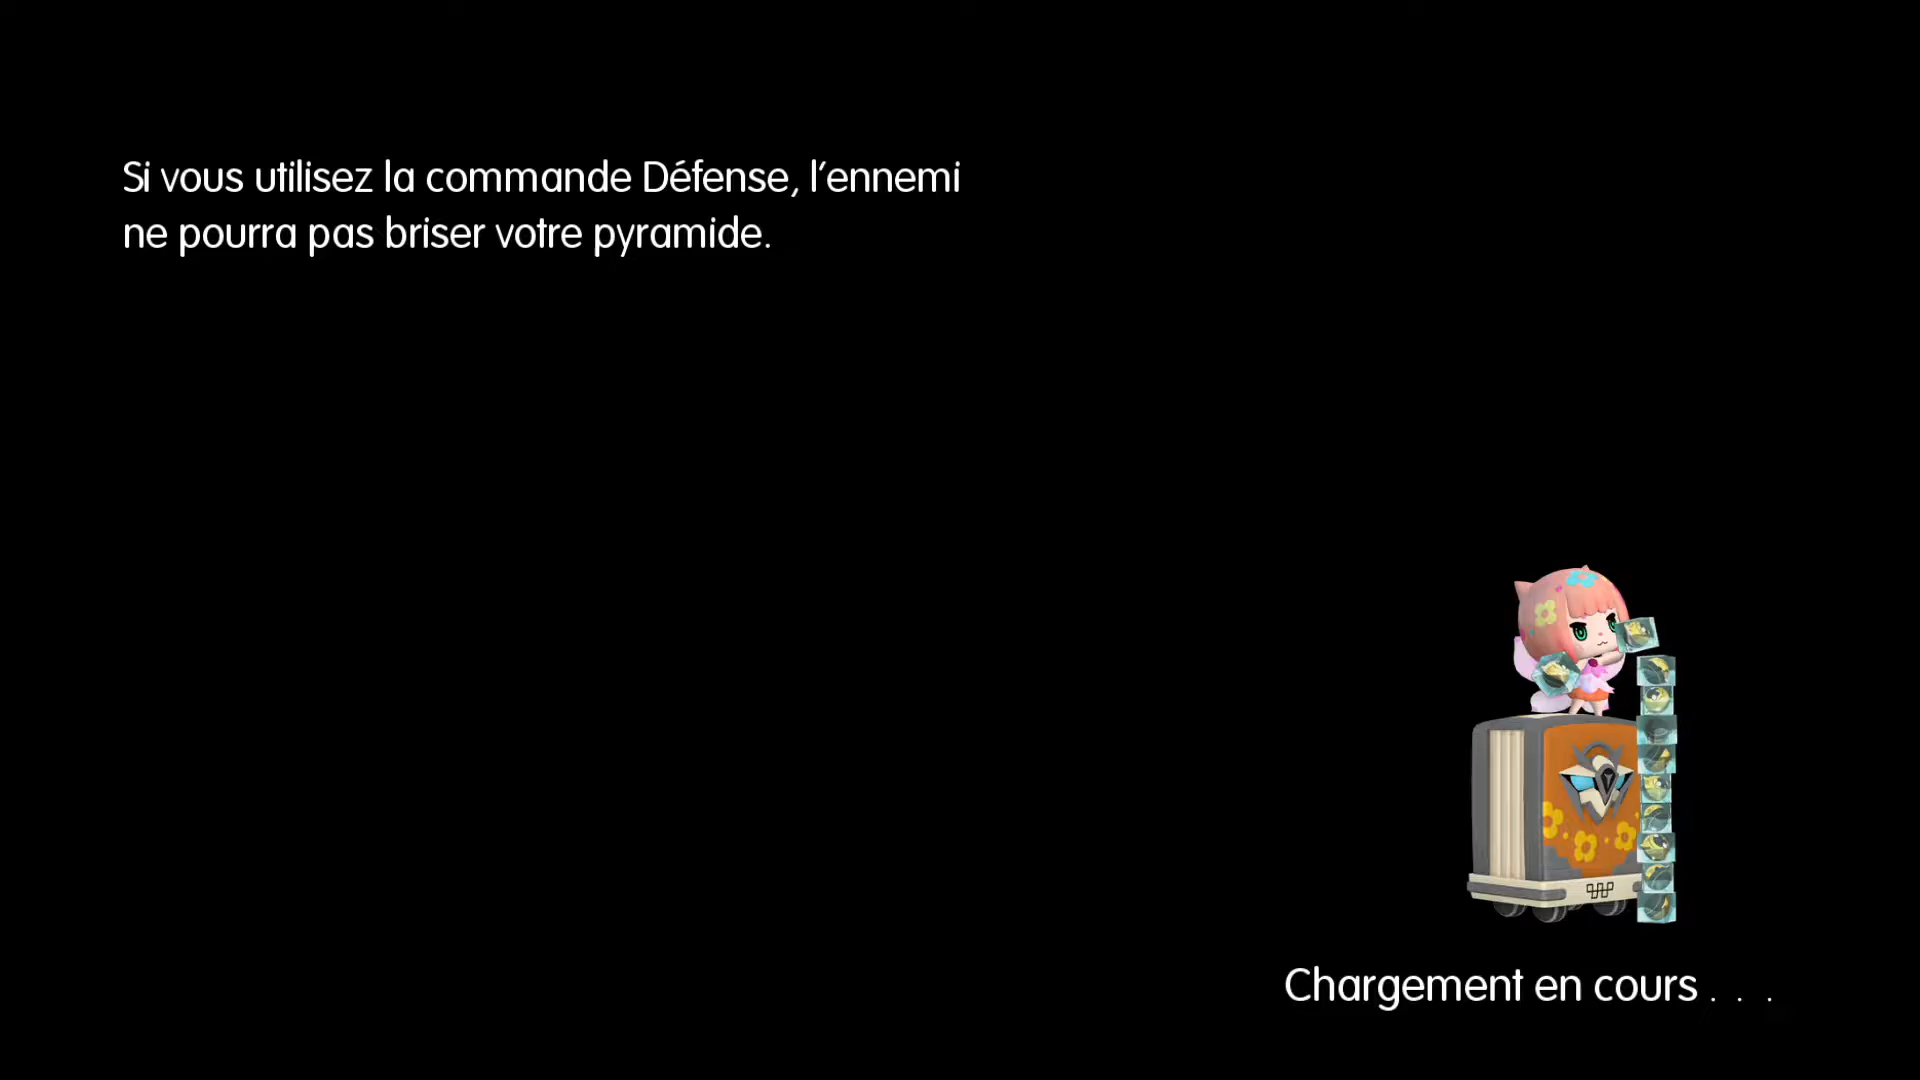 Si vous utilisez la commande Défense, l’ennemi
ne pourra pas briser votre pyramide.
Chargement en cours . . .